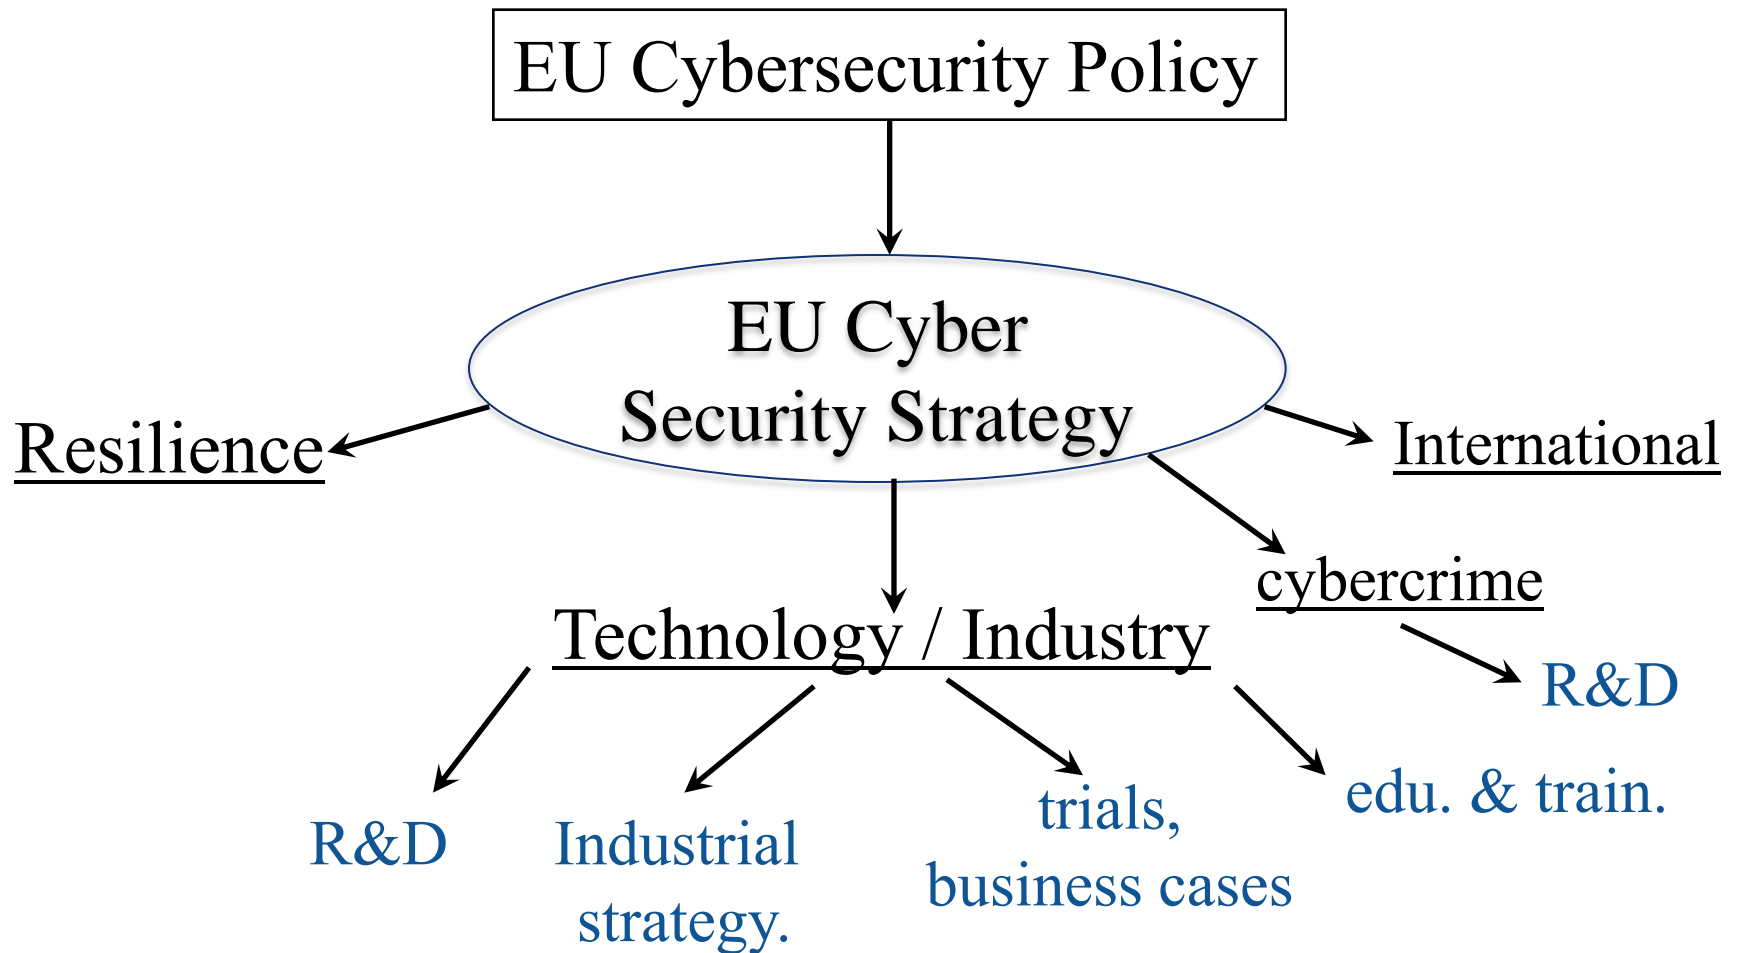 EU Cybersecurity Policy
EU Cyber
Security Strategy
Resilience
International
cybercrime
Technology / Industry
R&D
edu. & train.
trials,
business cases
R&D
Industrial
strategy.